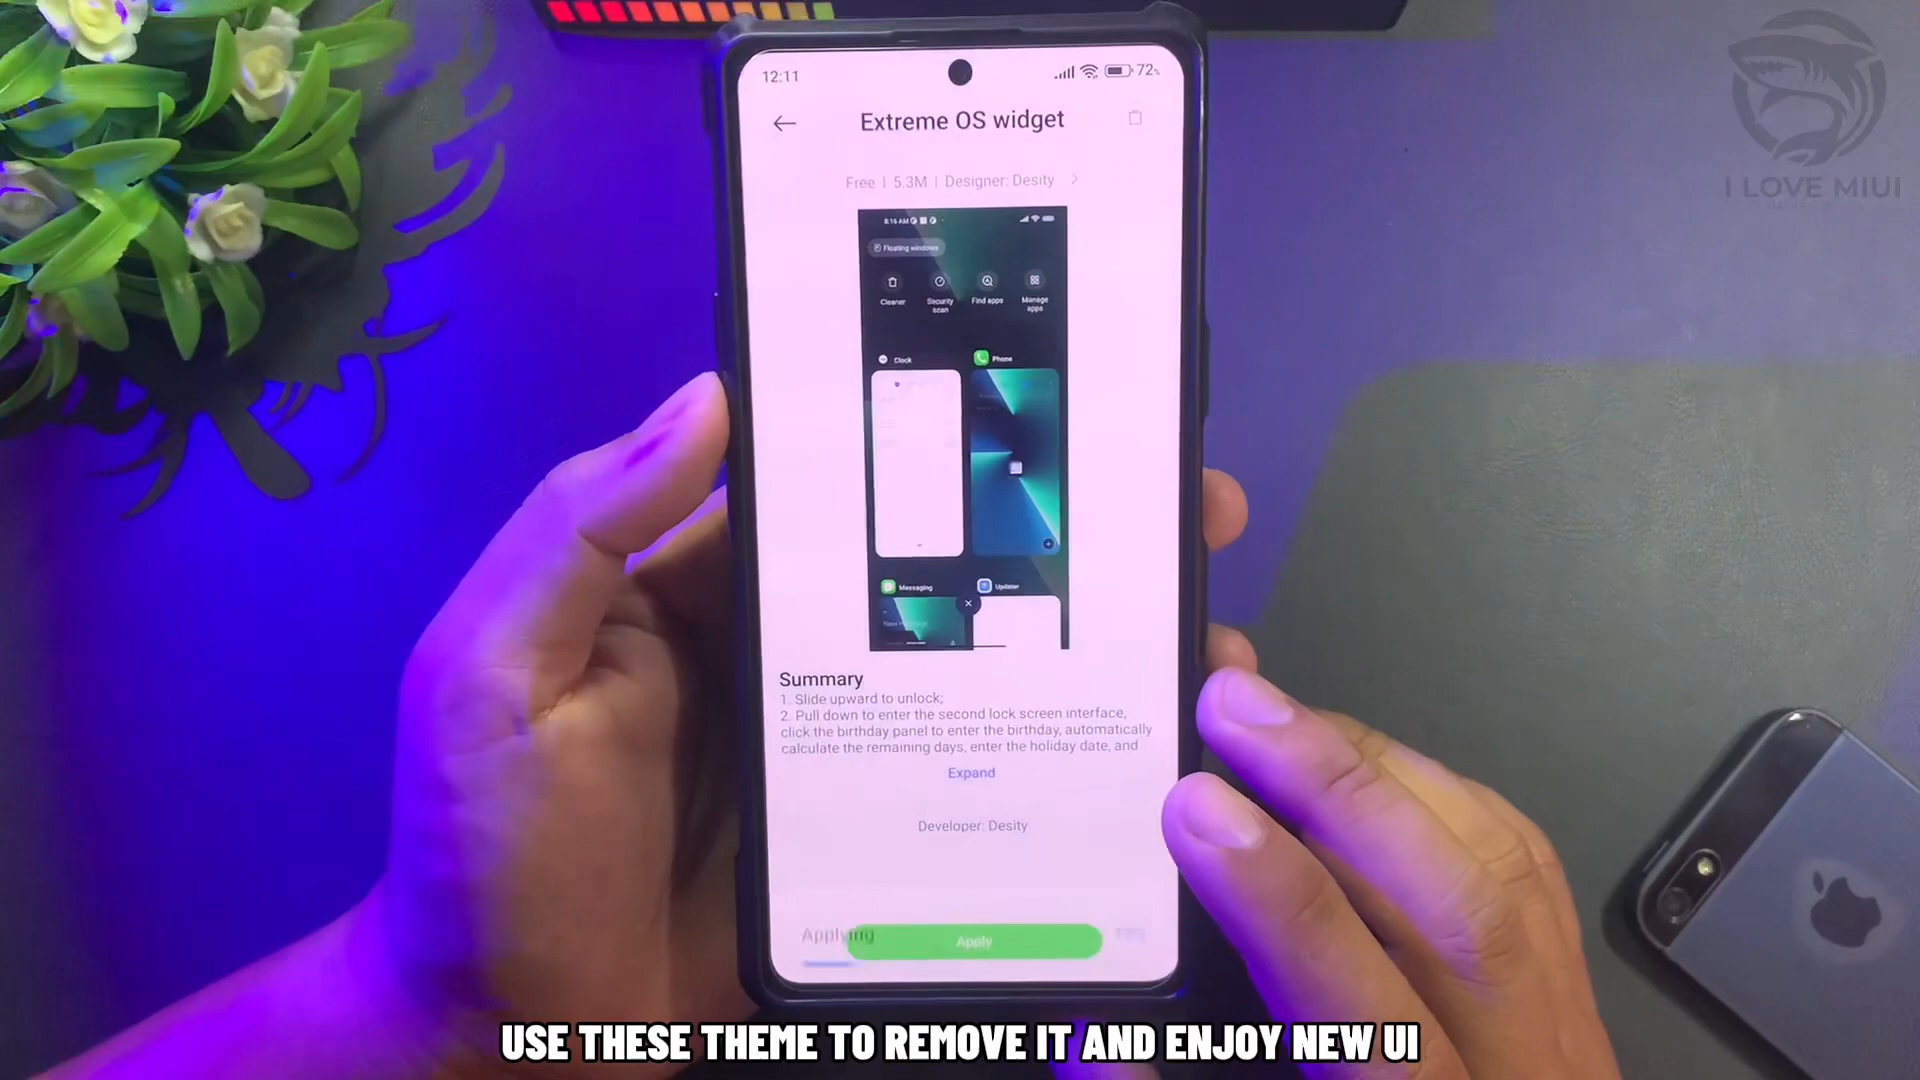 I LOVE MIUI
12:11
72%
Extreme OS widget
Free | 5.3M | Designer: Desity
8:16 AM
Floating windows
Cleaner
Security scan
Find apps
Manage apps
Clock
Phone
Messaging
Updater
Summary
1. Slide upward to unlock;
2. Pull down to enter the second lock screen interface,
click the birthday panel to enter the birthday, automatically
calculate the remaining days, enter the holiday date, and
Expand
Developer: Desity
Applying
Apply
USE THESE THEME TO REMOVE IT AND ENJOY NEW UI